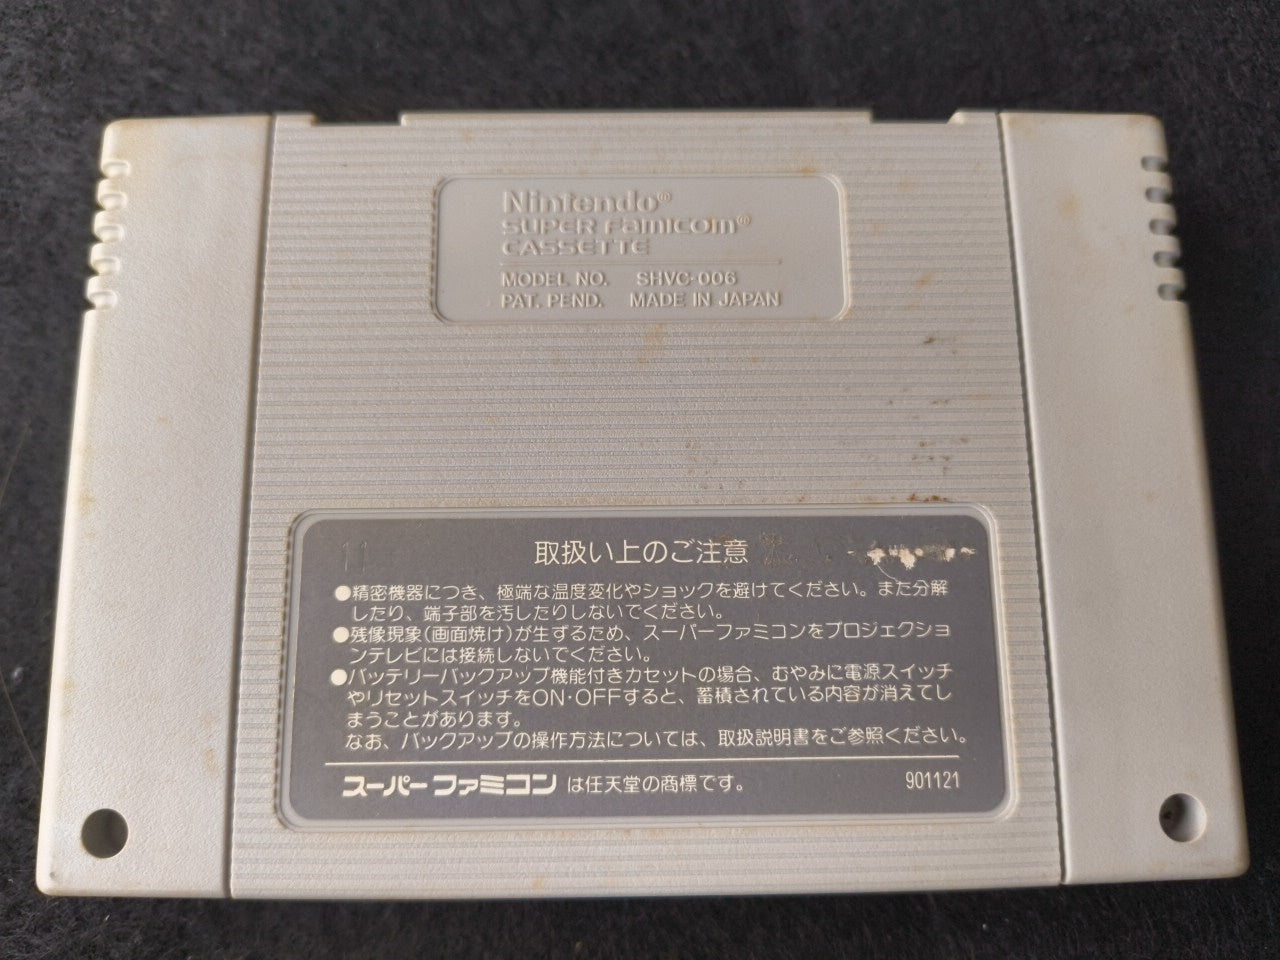 Nintendo®
SUPER Famicom®
CASSETTE
MODEL NO. SHVC-006
PAT. PEND. MADE IN JAPAN
11
取扱い上のご注意
●精密機器につき、極端な温度変化やショックを避けてください。また分解
したり、端子部を汚したりしないでください。
●残像現象(画面焼け)が生ずるため、スーパーファミコンをプロジェクショ
ンテレビには接続しないでください。
●バッテリーバックアップ機能付きカセットの場合、むやみに電源スイッチ
やリセットスイッチをON・OFFすると、蓄積されている内容が消えてし
まうことがあります。
なお、バックアップの操作方法については、取扱説明書をご参照ください。
スーパーファミコン は任天堂の商標です。 901121